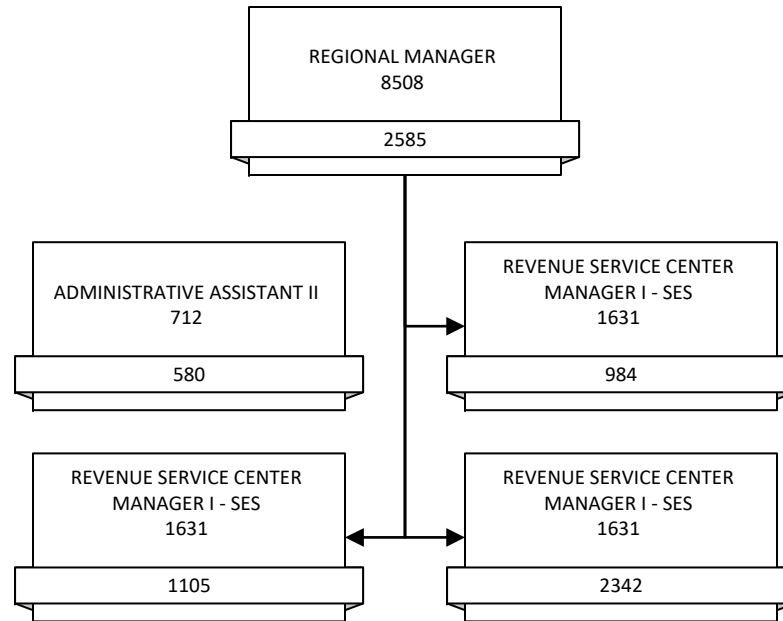 REGIONAL MANAGER
8508
2585
ADMINISTRATIVE ASSISTANT II
712
580
REVENUE SERVICE CENTER
MANAGER I - SES
1631
984
REVENUE SERVICE CENTER
MANAGER I - SES
1631
1105
REVENUE SERVICE CENTER
MANAGER I - SES
1631
2342